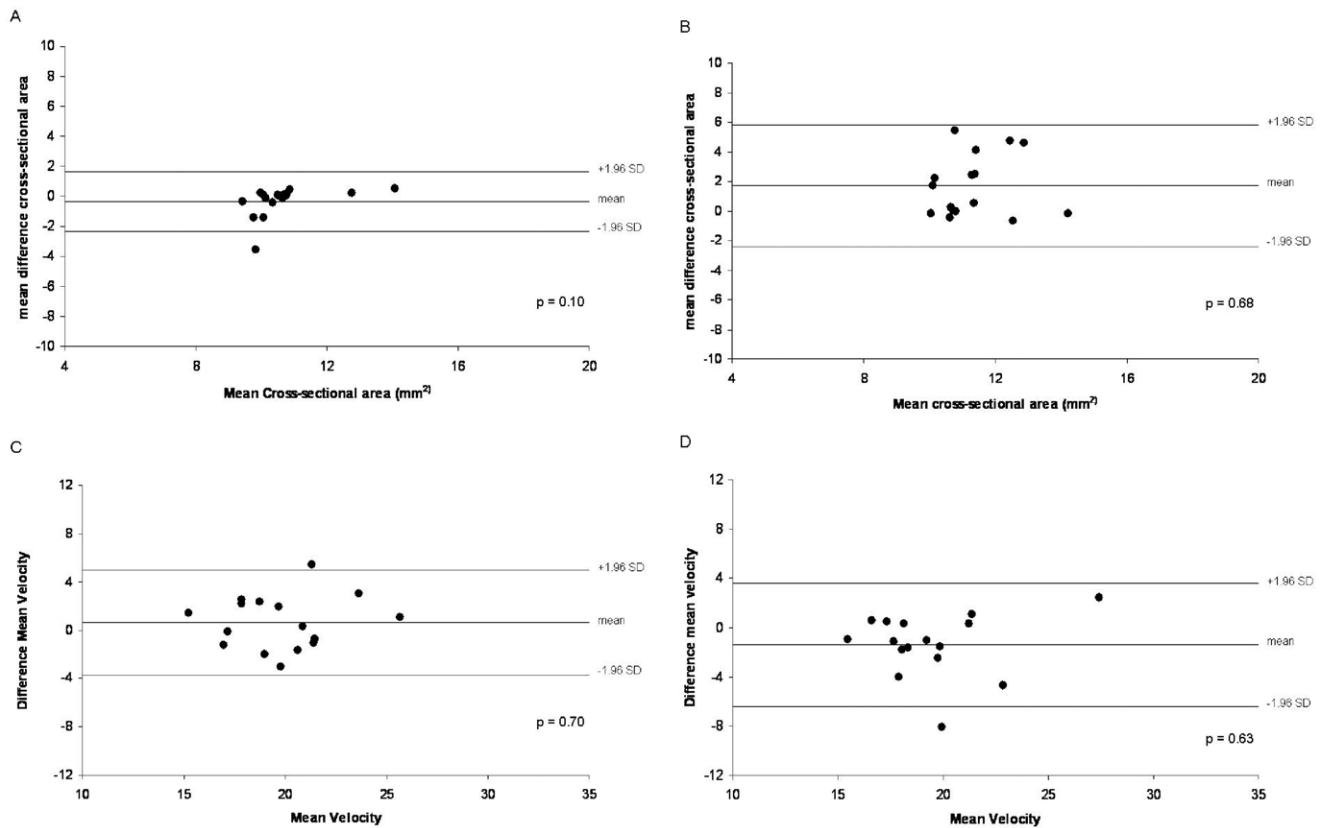 A
mean difference cross-sectional area
10
8
6
4
2
0
-2
-4
-6
-8
-10
+1.96 SD
mean
-1.96 SD
p = 0.10
4
8
12
16
20
Mean Cross-sectional area (mm²)
B
mean difference cross-sectional area
10
8
6
4
2
0
-2
-4
-6
-8
-10
+1.96 SD
mean
-1.96 SD
p = 0.68
4
8
12
16
20
Mean cross-sectional area (mm²)
C
Difference Mean Velocity
12
8
4
0
-4
-8
-12
+1.96 SD
mean
-1.96 SD
p = 0.70
10
15
20
25
30
35
Mean Velocity
D
Difference mean velocity
12
8
4
0
-4
-8
-12
+1.96 SD
mean
-1.96 SD
p = 0.63
10
15
20
25
30
35
Mean Velocity